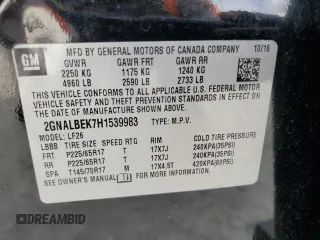 GM
MFD BY GENERAL MOTORS OF CANADA COMPANY 10/16
GVWR GAWR FRT GAWR RR
2250 KG 1175 KG 1240 KG
4960 LB 2590 LB 2733 LB
THIS VEHICLE CONFORMS TO ALL APPLICABLE U.S. FEDERAL MOTOR
VEHICLE SAFETY AND THEFT PREVENTION STANDARDS IN EFFECT ON
THE DATE OF MANUFACTURE SHOWN ABOVE.
2GNALBEK7H1539983 TYPE: M.P.V.
MODEL: LF26
LBBB TIRE SIZE SPEED RTG RIM COLD TIRE PRESSURE
FRT P225/65R17 T 17X7J 240KPA(35PSI)
RR P225/65R17 T 17X7J 240KPA(35PSI)
SPA T145/70R17 M 17X4.5T 420KPA(60PSI)
SEE OWNER'S MANUAL FOR ADDITIONAL INFORMATION.
AUTOBIDMASTER